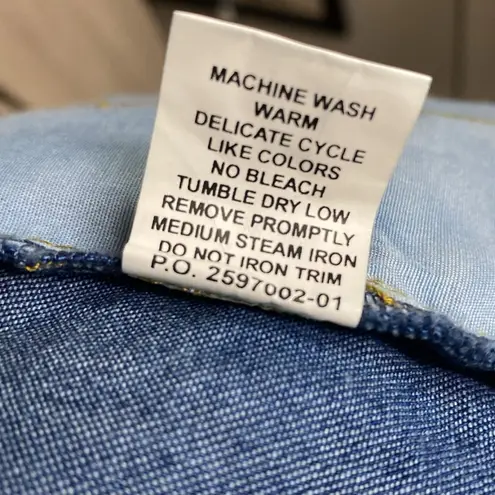 MACHINE WASH
WARM
DELICATE CYCLE
LIKE COLORS
NO BLEACH
TUMBLE DRY LOW
REMOVE PROMPTLY
MEDIUM STEAM IRON
DO NOT IRON TRIM
P.O. 2597002-01